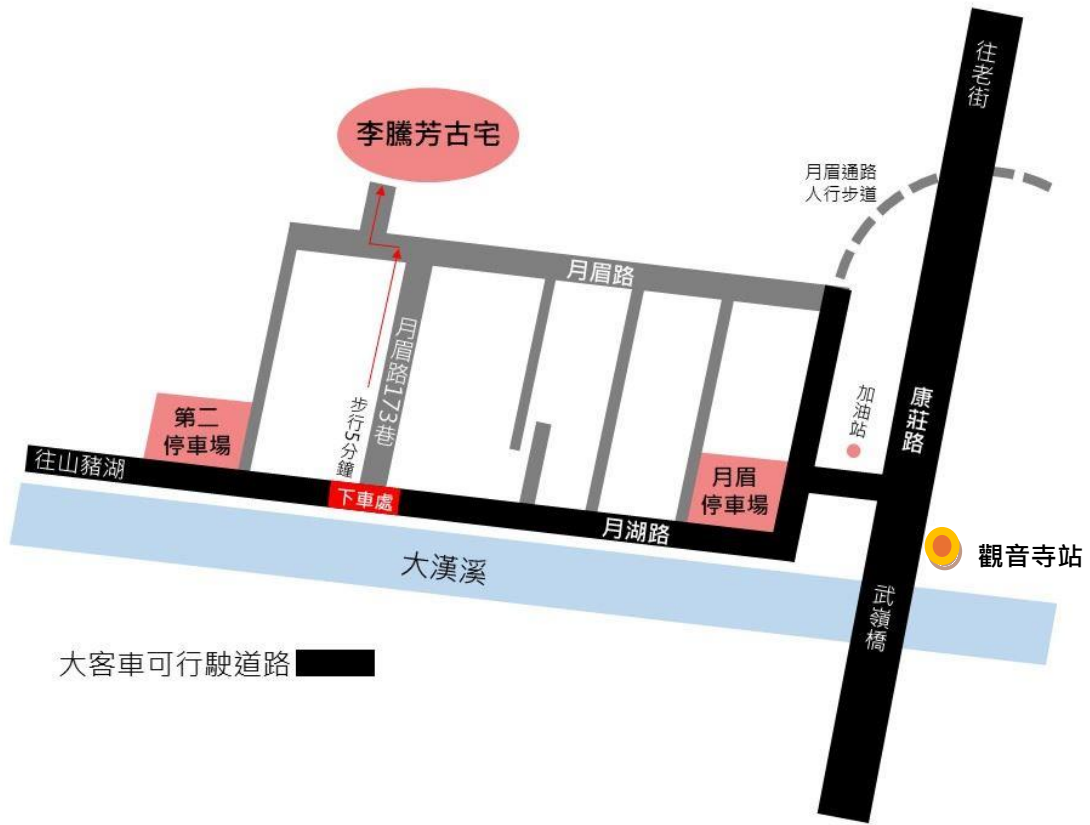 往老街
李騰芳古宅
月眉通路
人行步道
月眉路
月眉路173巷
步行5分鐘
加油站
康莊路
第二
停車場
往山豬湖
月眉
停車場
下車處
月湖路
觀音寺站
大漢溪
武嶺橋
大客車可行駛道路